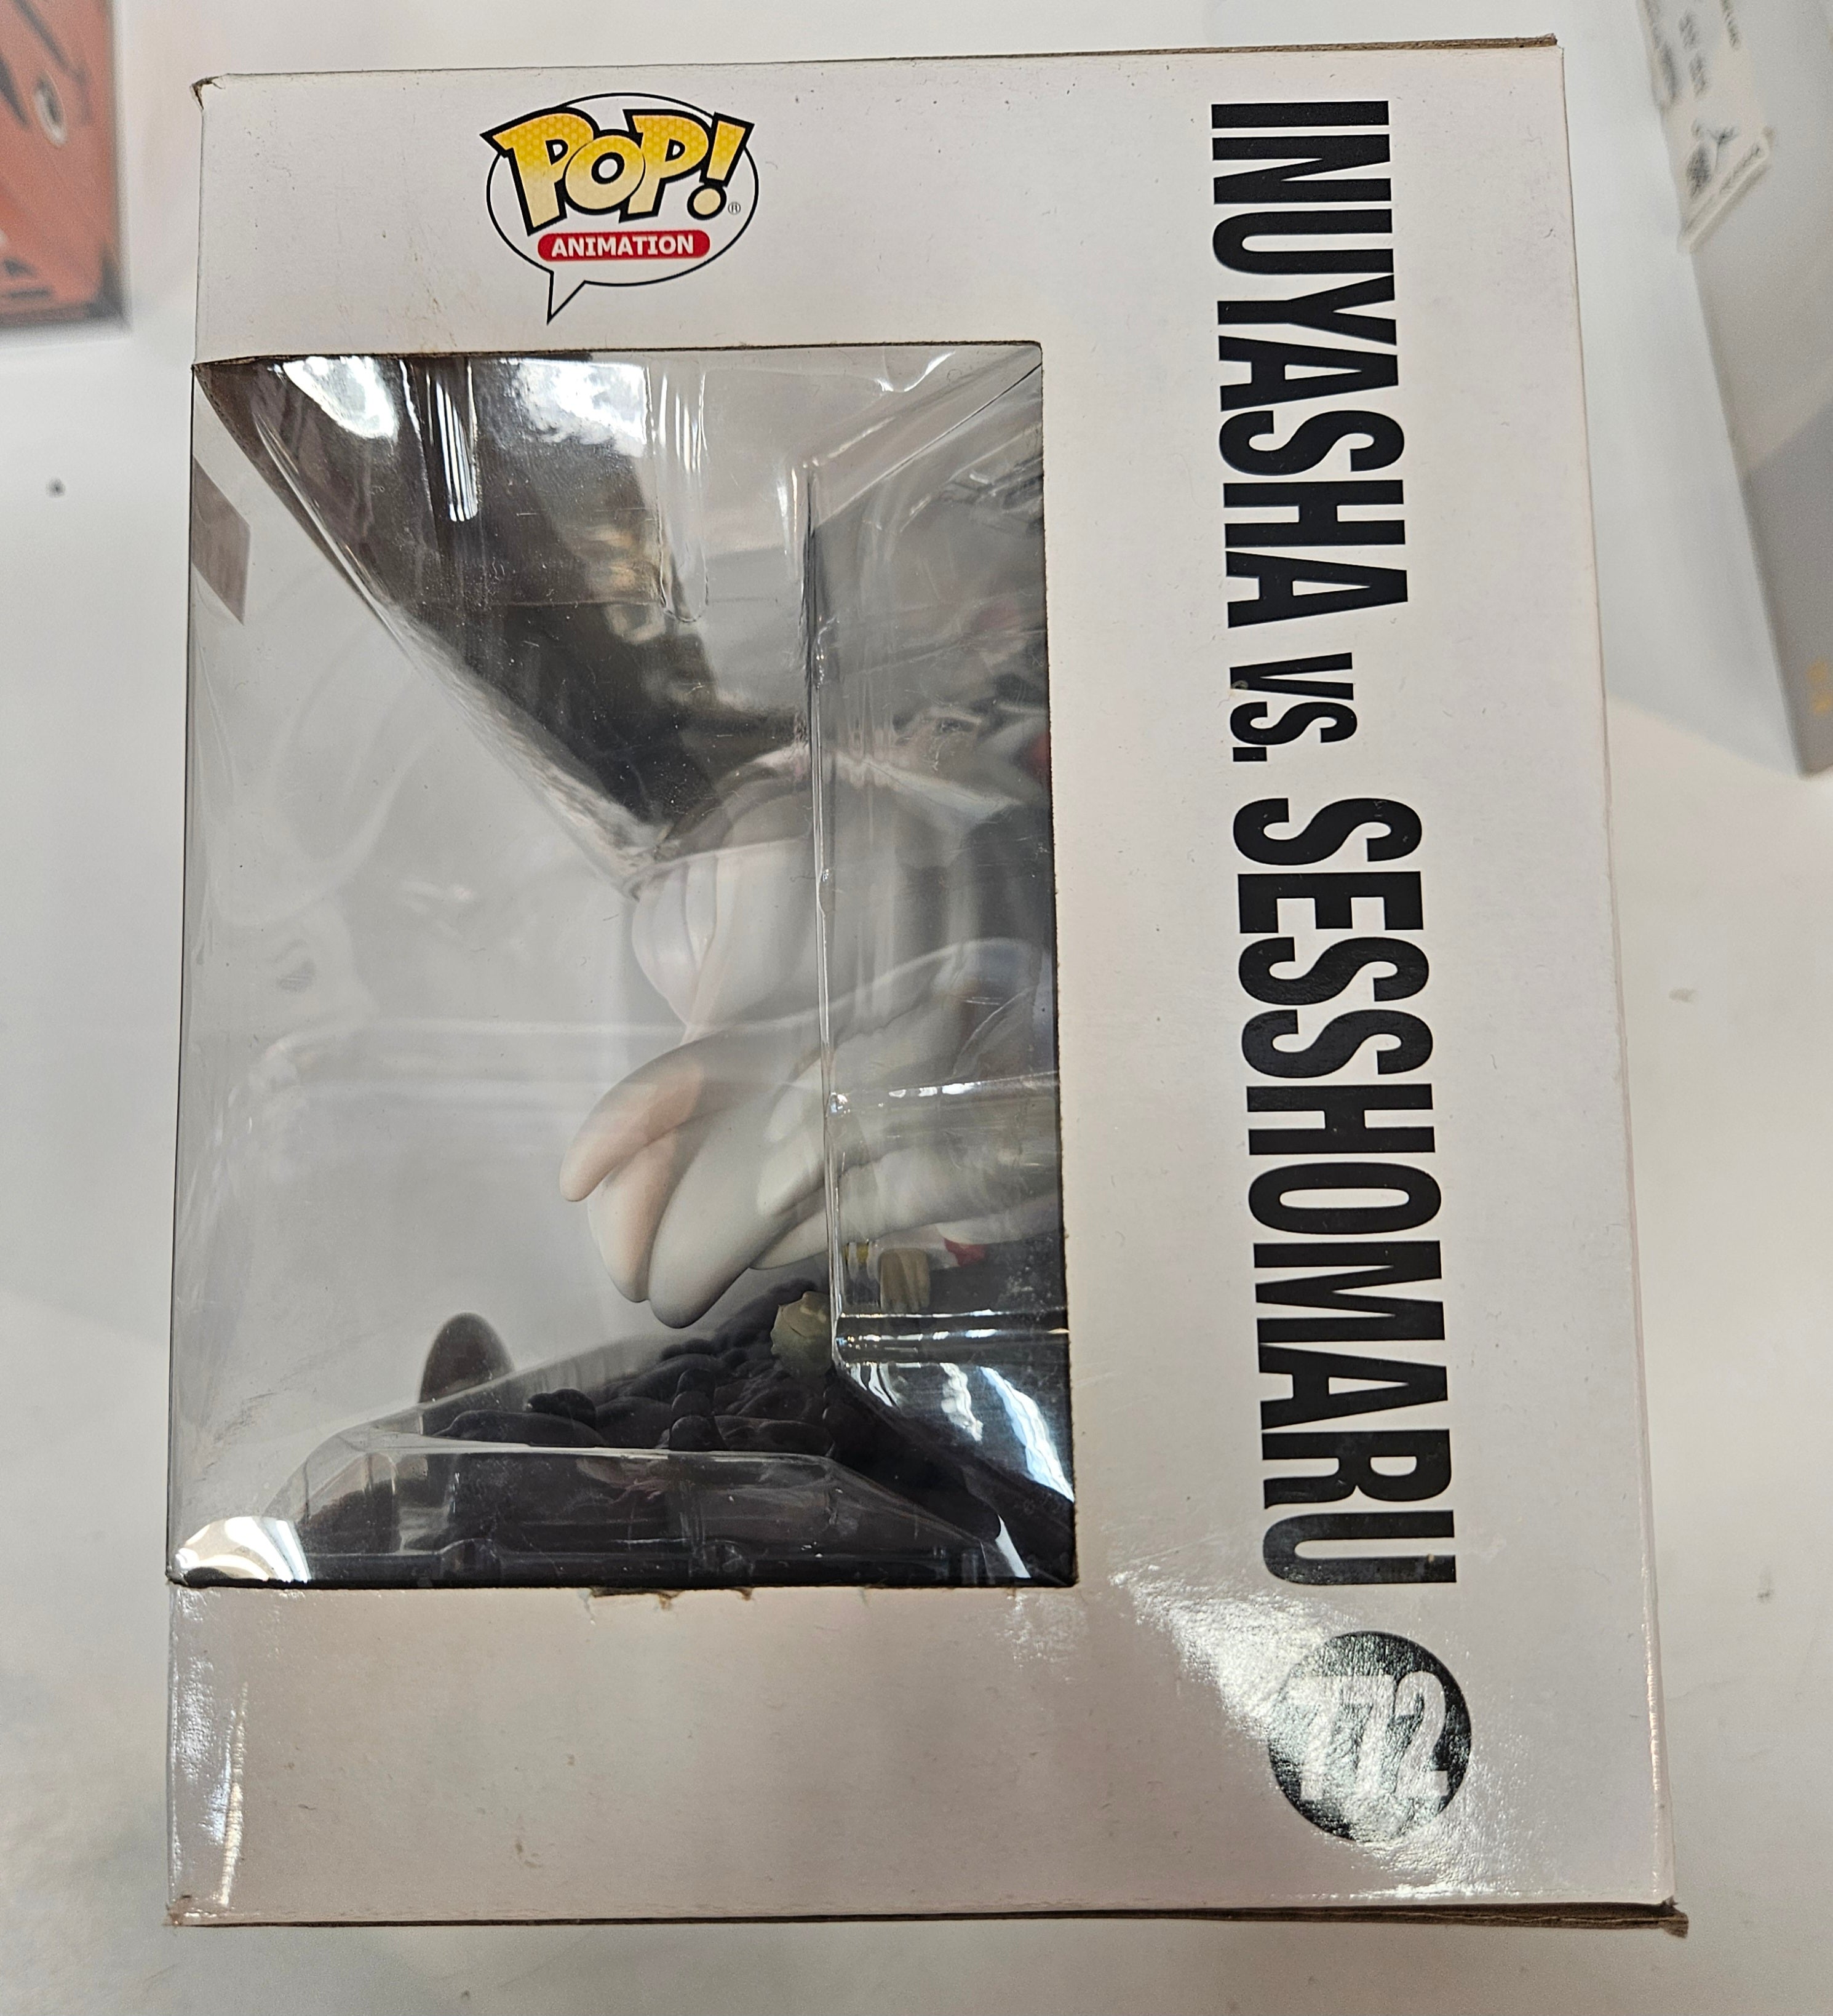 POP!®
ANIMATION
INUYASHA VS. SESSHOMARU
772